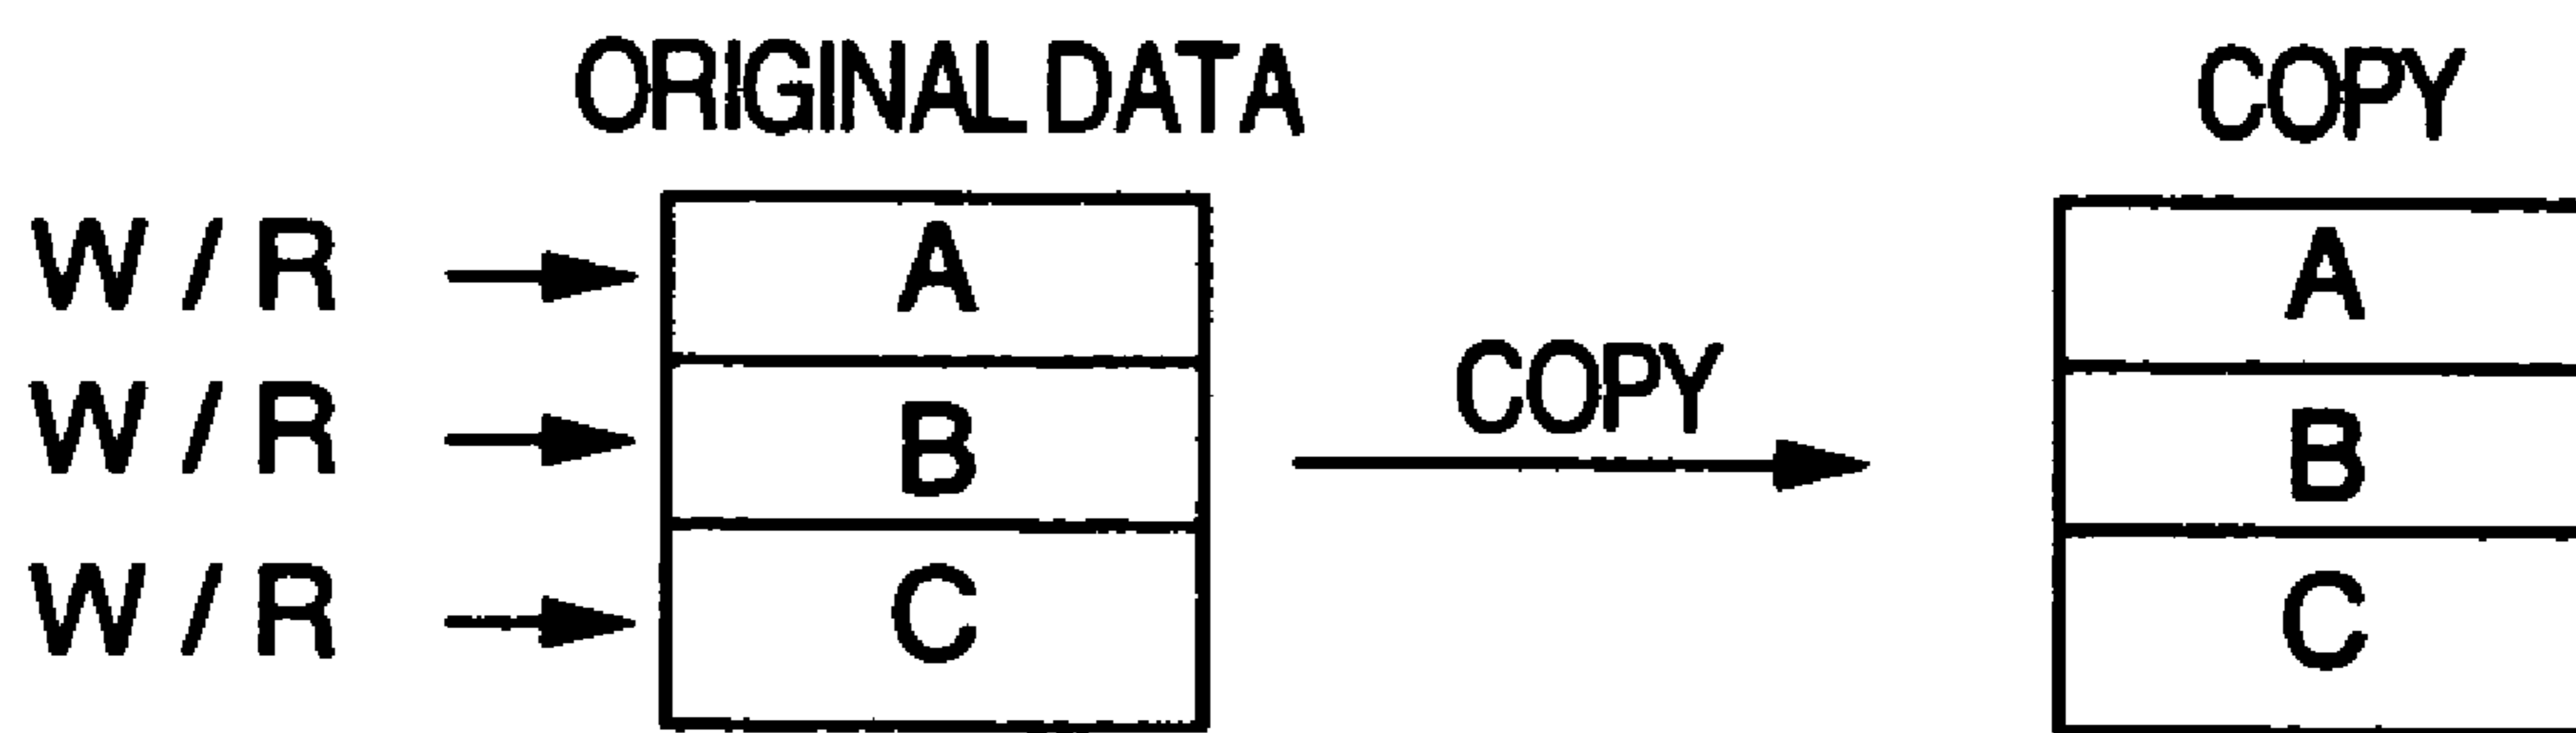 ORIGINAL DATA COPY
W / R A A
COPY
W / R B B
W / R C C